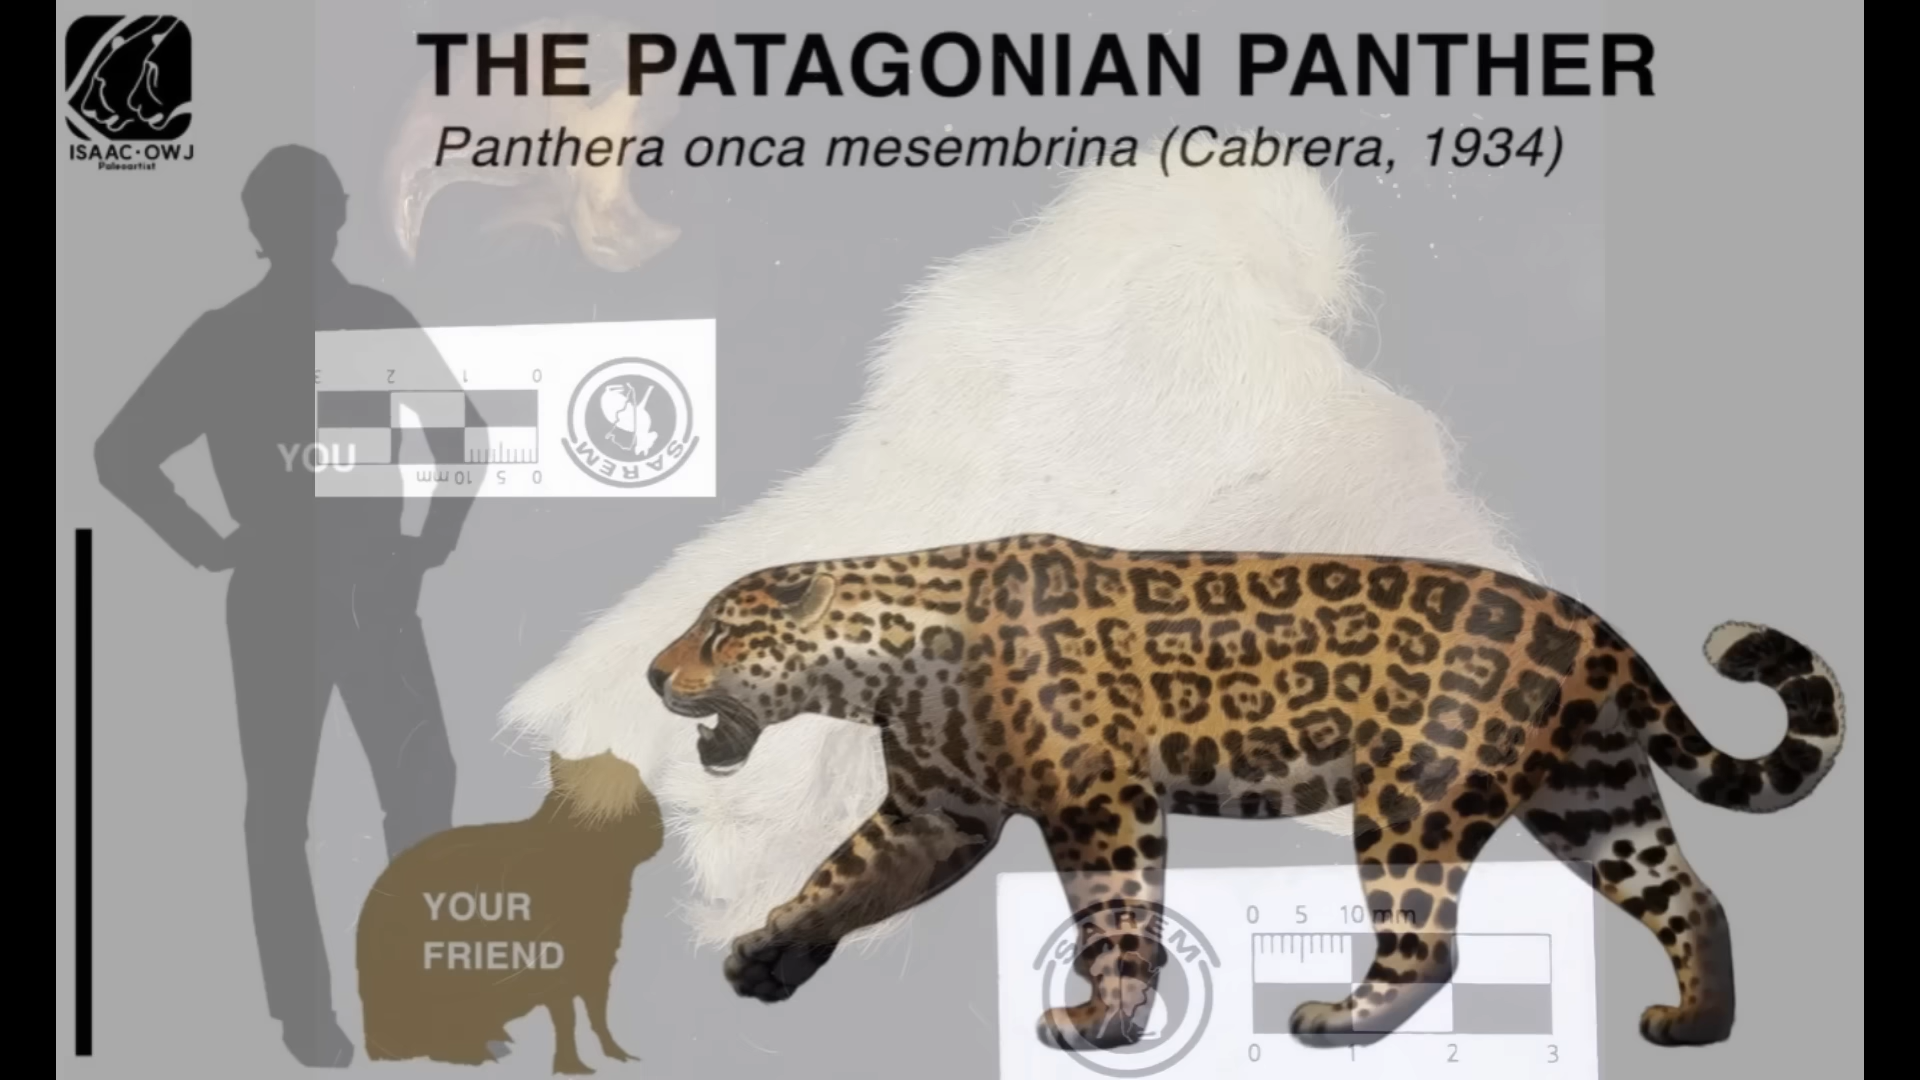 THE PATAGONIAN PANTHER
Panthera onca mesembrina (Cabrera, 1934)
ISAAC·OWJ
Paleoartist
3 2 1 0
YOU
10 mm 5 0
SAREM
YOUR
FRIEND
0 5 10 mm
SAREM
0 1 2 3